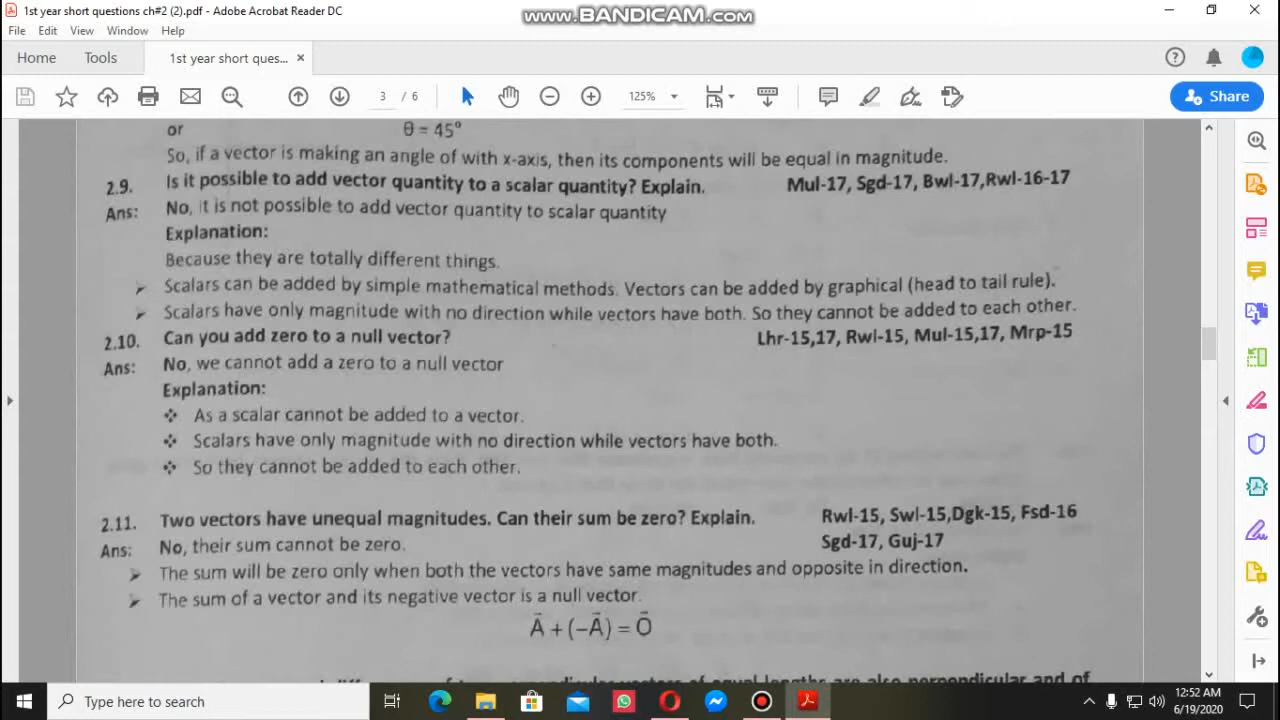 1st year short questions ch#2 (2).pdf - Adobe Acrobat Reader DC
www.BANDICAM.com
File Edit View Window Help
Home Tools 1st year short ques... ×
3 / 6 125% Share
or θ = 45°
So, if a vector is making an angle of with x-axis, then its components will be equal in magnitude.
2.9. Is it possible to add vector quantity to a scalar quantity? Explain. Mul-17, Sgd-17, Bwl-17,Rwl-16-17
Ans: No, it is not possible to add vector quantity to scalar quantity
Explanation:
Because they are totally different things.
➢ Scalars can be added by simple mathematical methods. Vectors can be added by graphical (head to tail rule).
➢ Scalars have only magnitude with no direction while vectors have both. So they cannot be added to each other.
2.10. Can you add zero to a null vector? Lhr-15,17, Rwl-15, Mul-15,17, Mrp-15
Ans: No, we cannot add a zero to a null vector
Explanation:
❖ As a scalar cannot be added to a vector.
❖ Scalars have only magnitude with no direction while vectors have both.
❖ So they cannot be added to each other.
2.11. Two vectors have unequal magnitudes. Can their sum be zero? Explain. Rwl-15, Swl-15,Dgk-15, Fsd-16
Ans: No, their sum cannot be zero. Sgd-17, Guj-17
➢ The sum will be zero only when both the vectors have same magnitudes and opposite in direction.
➢ The sum of a vector and its negative vector is a null vector.
A⃗ + (−A⃗) = O⃗
of equal lengths are also perpendicular and of
Type here to search
12:52 AM
6/19/2020